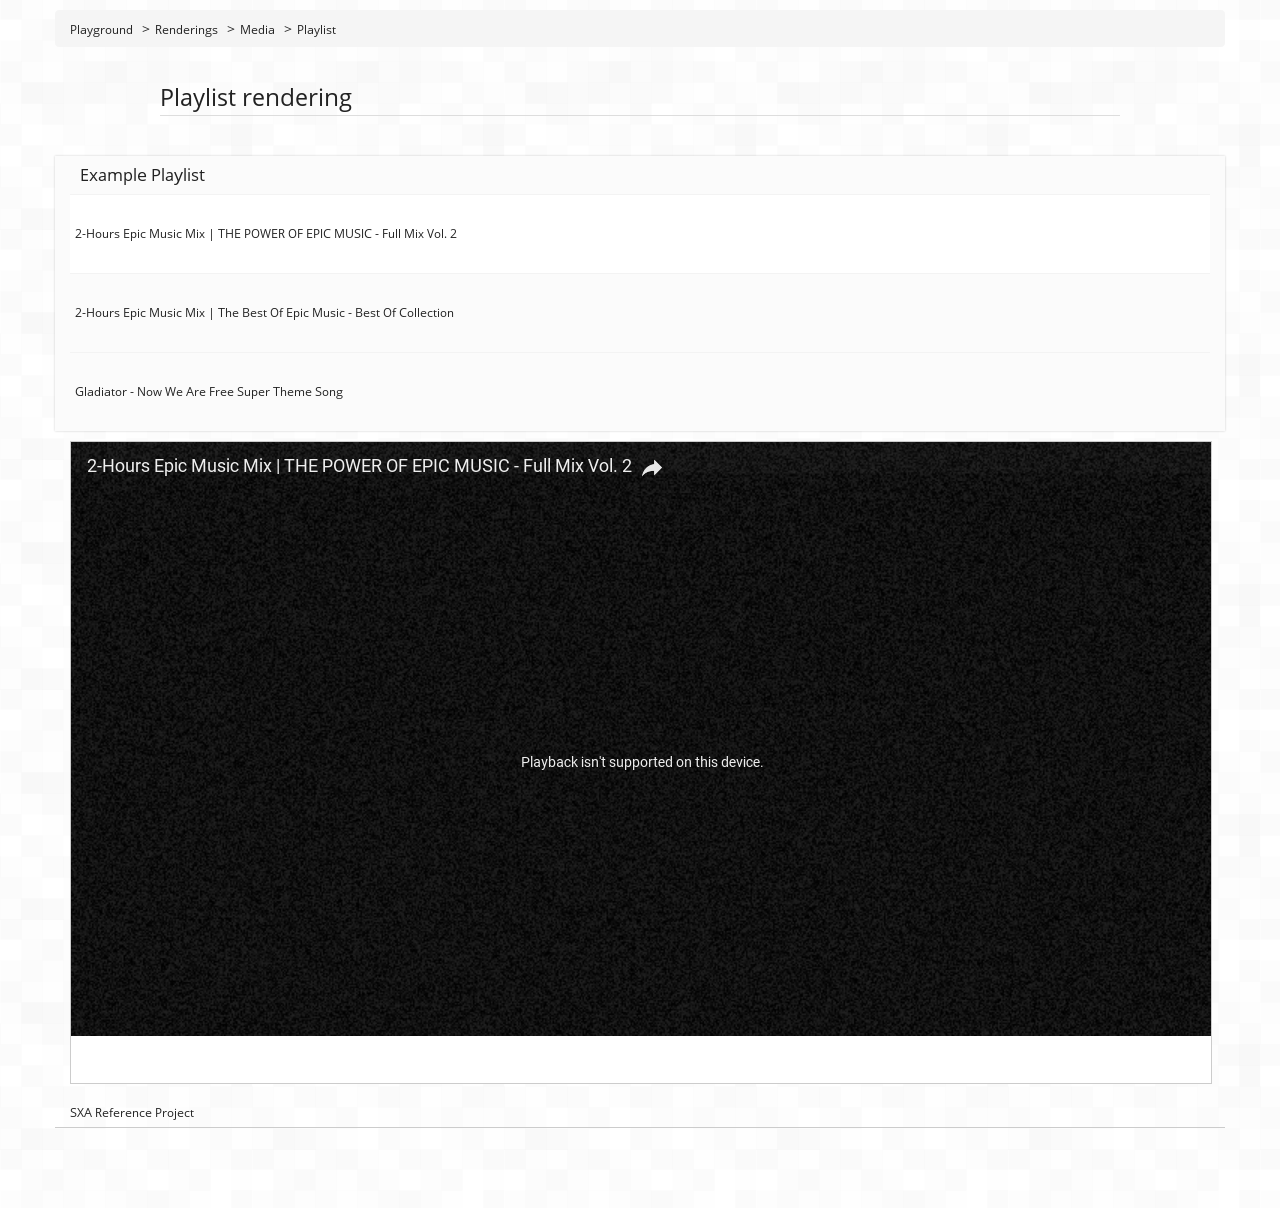 Playground > Renderings > Media > Playlist
Playlist rendering
Example Playlist
2-Hours Epic Music Mix | THE POWER OF EPIC MUSIC - Full Mix Vol. 2
2-Hours Epic Music Mix | The Best Of Epic Music - Best Of Collection
Gladiator - Now We Are Free Super Theme Song
2-Hours Epic Music Mix | THE POWER OF EPIC MUSIC - Full Mix Vol. 2
Playback isn't supported on this device.
SXA Reference Project